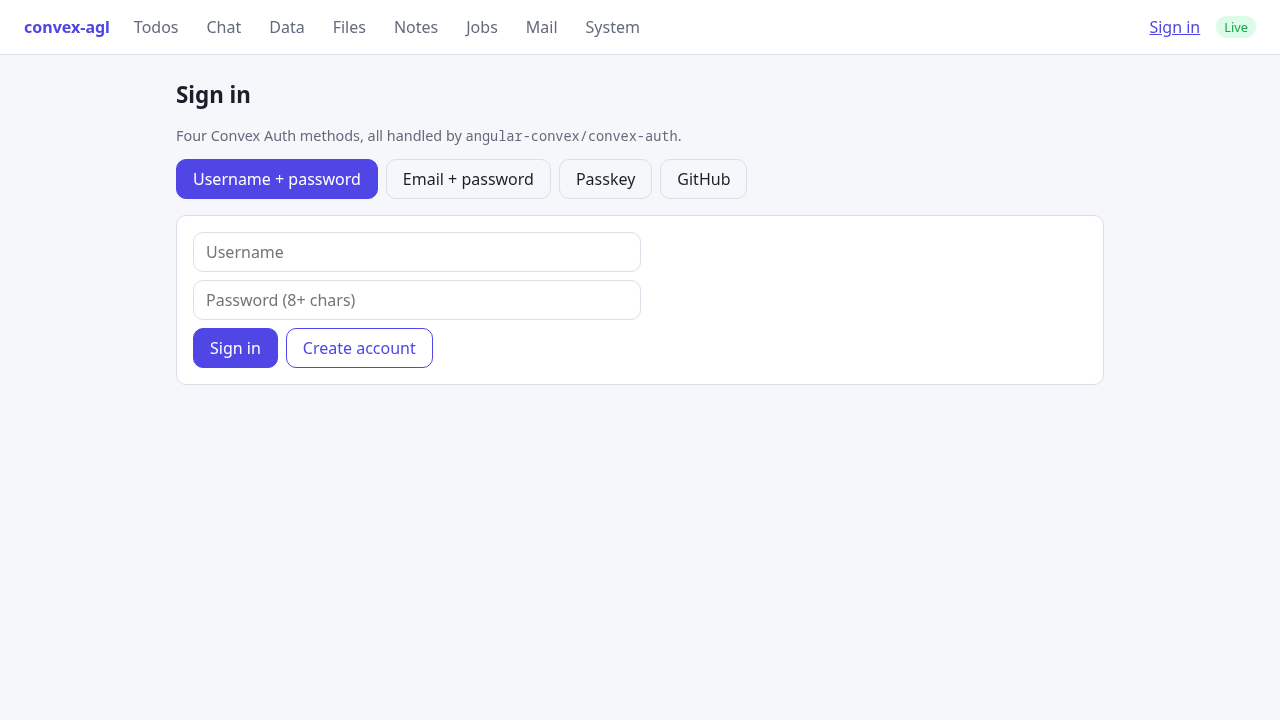 convex-agl Todos Chat Data Files Notes Jobs Mail System Sign in Live
Sign in
Four Convex Auth methods, all handled by angular-convex/convex-auth.
Username + password Email + password Passkey GitHub
Username
Password (8+ chars)
Sign in Create account